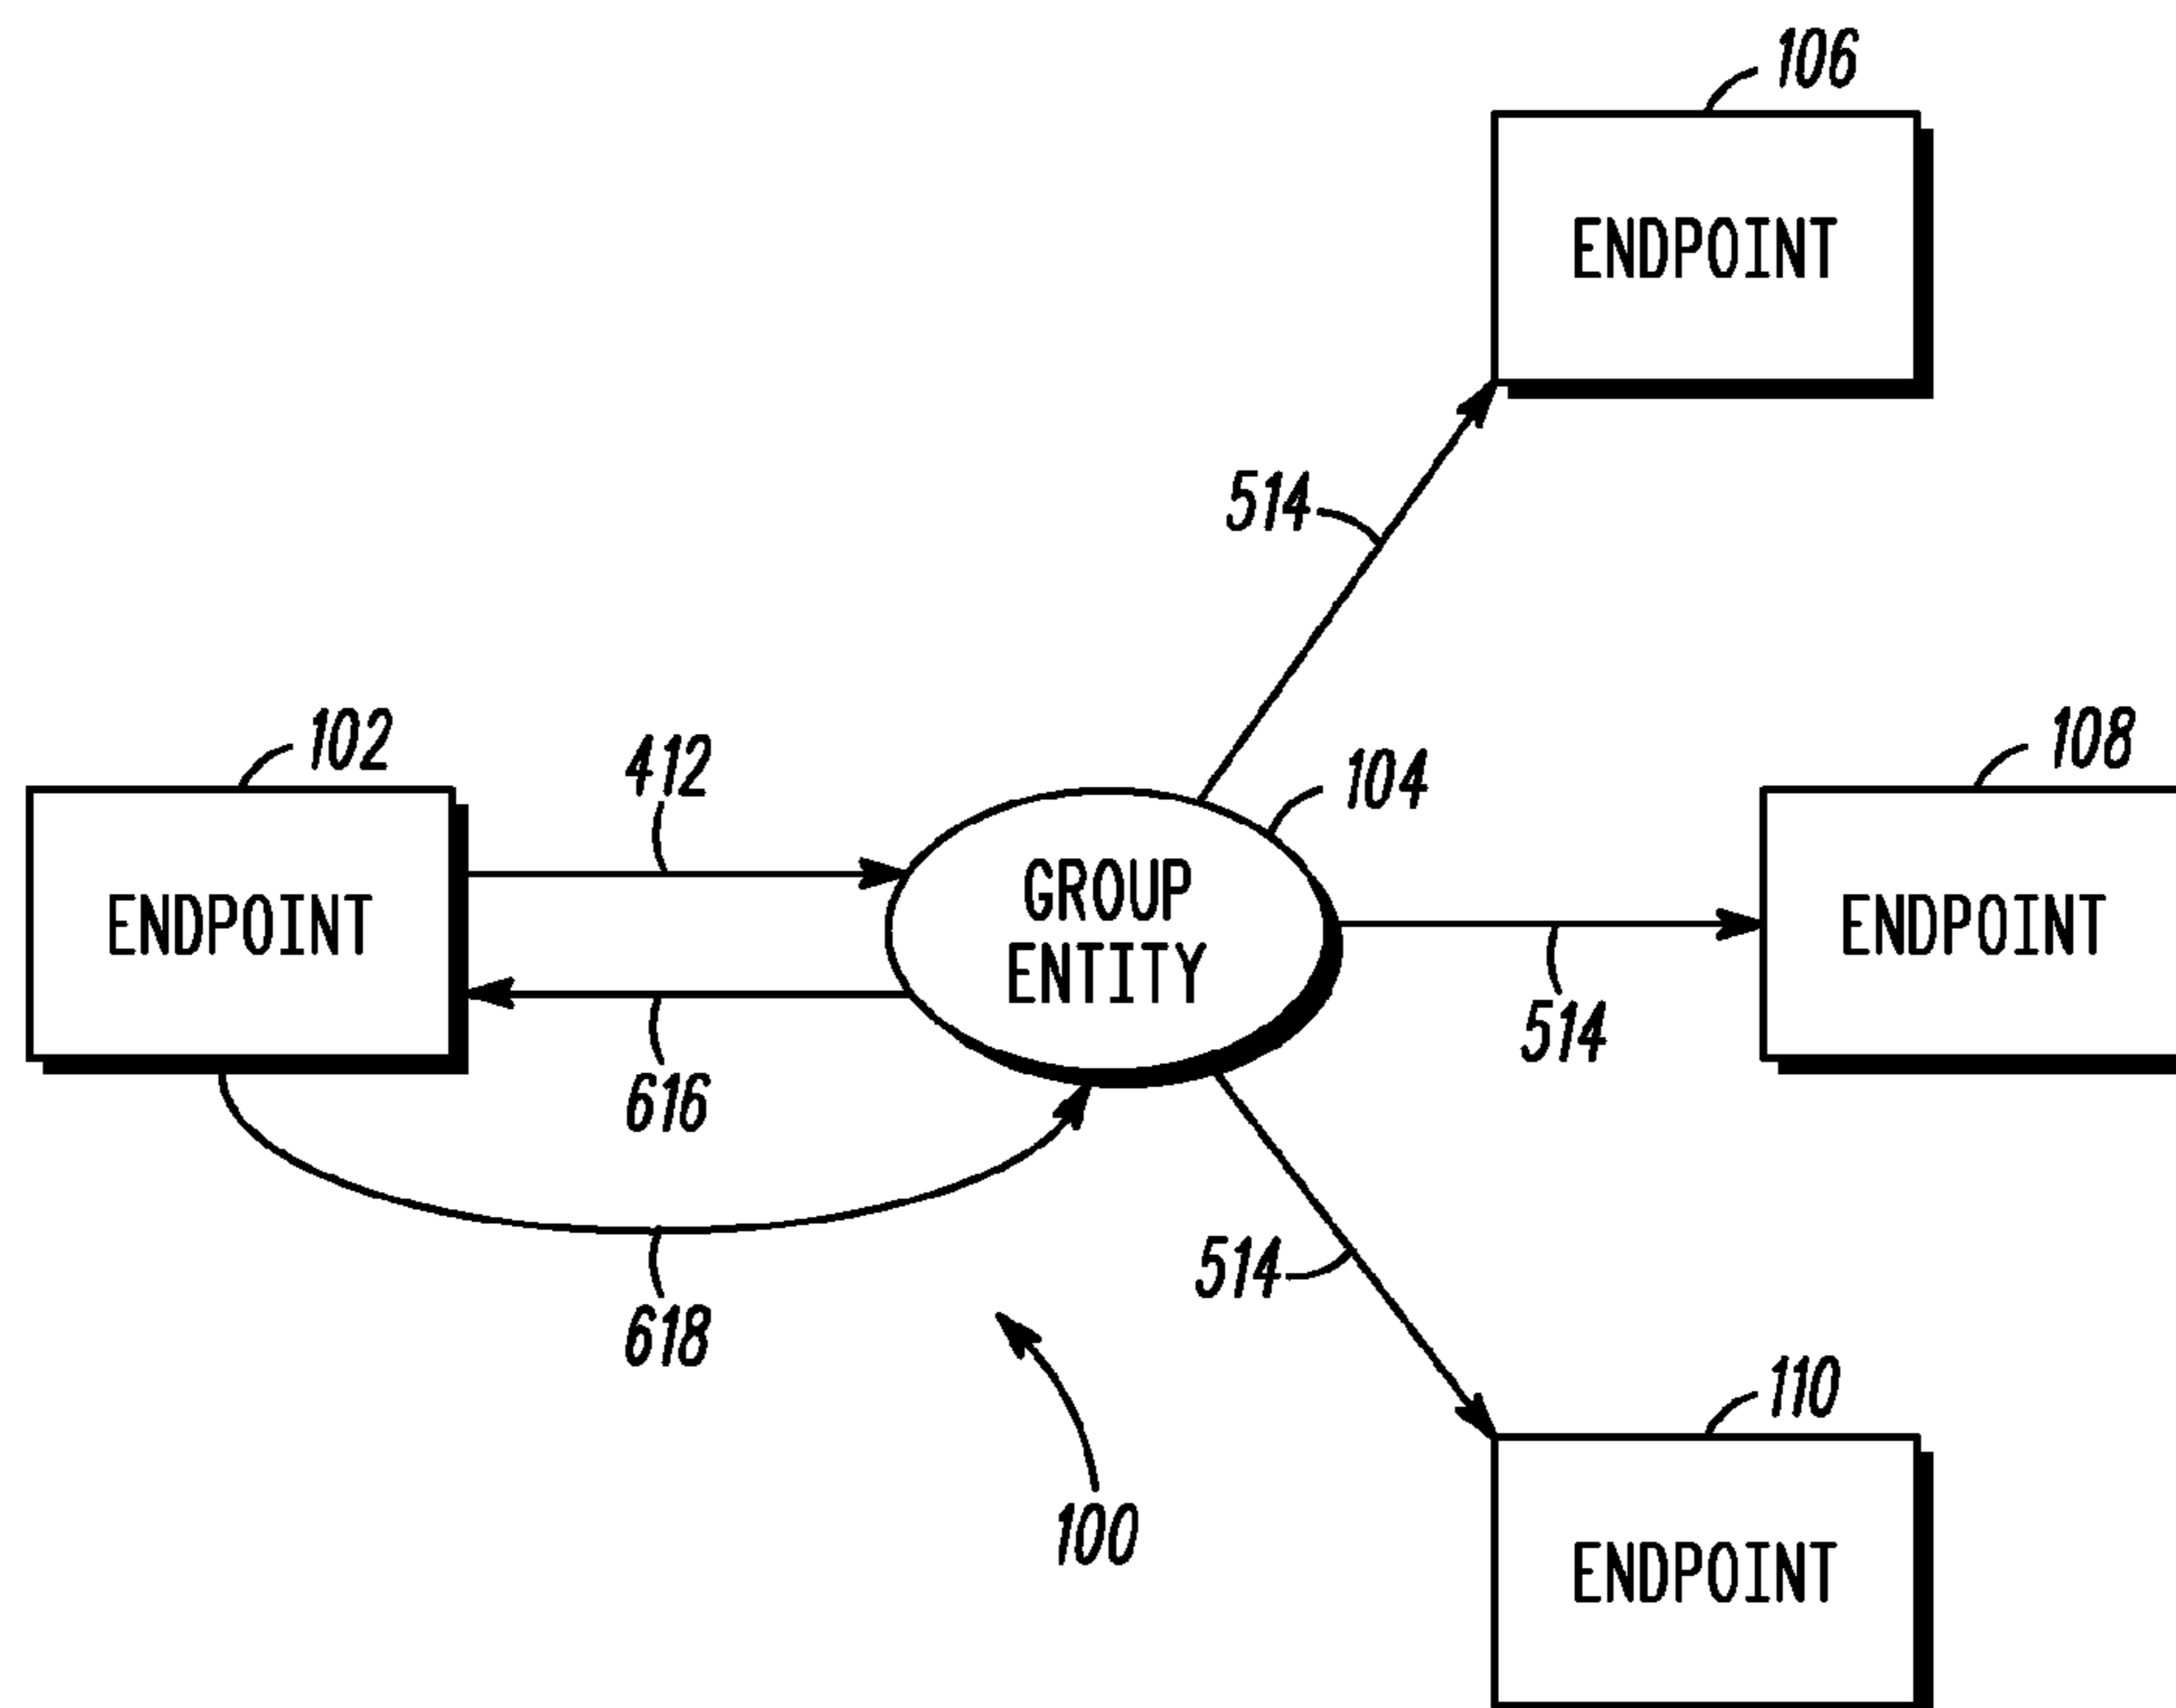 106
ENDPOINT
514
102
412
104
108
ENDPOINT
GROUP
ENTITY
ENDPOINT
514
616
514
618
110
100
ENDPOINT